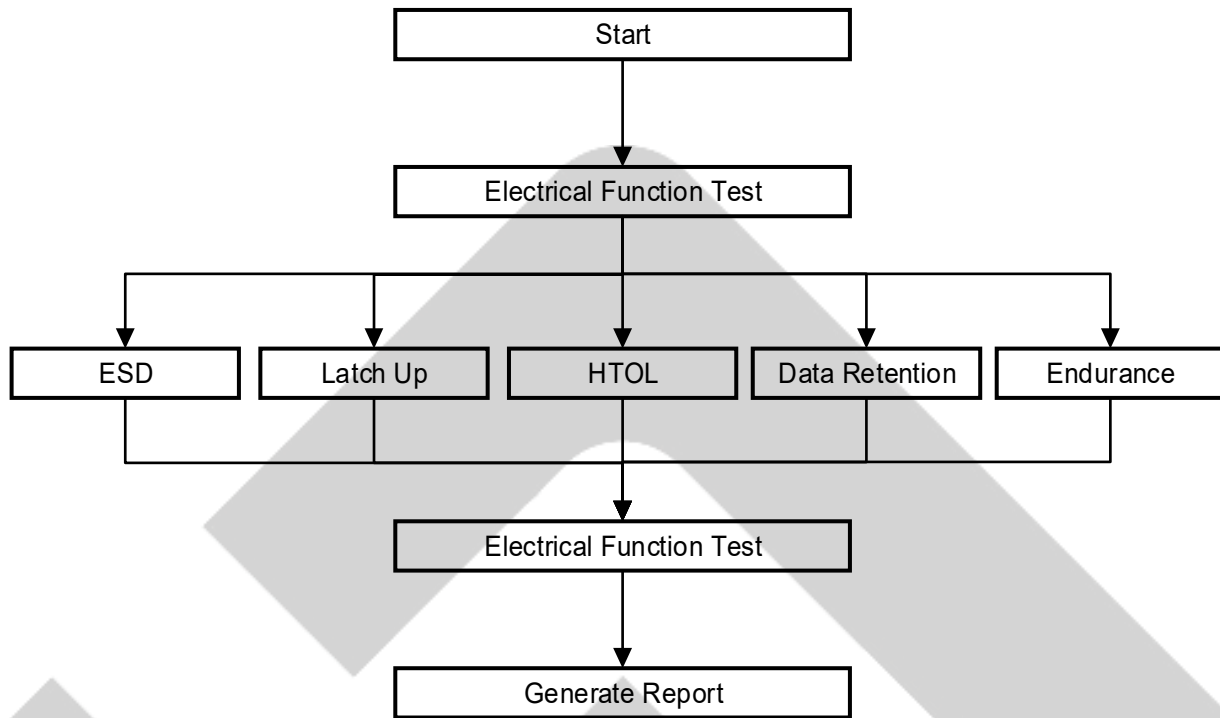 Start
Electrical Function Test
ESD
Latch Up
HTOL
Data Retention
Endurance
Electrical Function Test
Generate Report